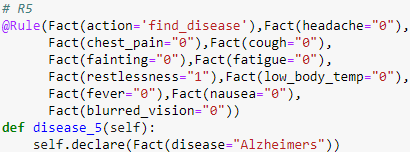 # R5
@Rule(Fact(action='find_disease'),Fact(headache="0"),
Fact(chest_pain="0"),Fact(cough="0"),
Fact(fainting="0"),Fact(fatigue="0"),
Fact(restlessness="1"),Fact(low_body_temp="0"),
Fact(fever="0"),Fact(nausea="0"),
Fact(blurred_vision="0"))
def disease_5(self):
self.declare(Fact(disease="Alzheimers"))